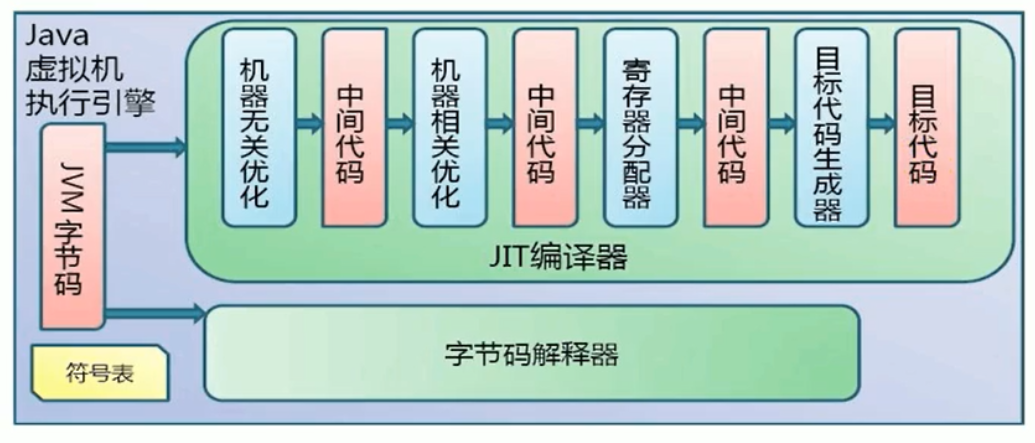 Java
虚拟机
执行引擎
JVM字节码
符号表
机器无关优化
中间代码
机器相关优化
中间代码
寄存器分配器
中间代码
目标代码生成器
目标代码
JIT编译器
字节码解释器